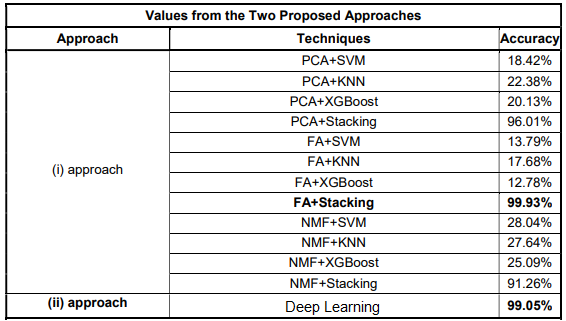 Values from the Two Proposed Approaches
Approach Techniques Accuracy
(i) approach
PCA+SVM 18.42%
PCA+KNN 22.38%
PCA+XGBoost 20.13%
PCA+Stacking 96.01%
FA+SVM 13.79%
FA+KNN 17.68%
FA+XGBoost 12.78%
FA+Stacking 99.93%
NMF+SVM 28.04%
NMF+KNN 27.64%
NMF+XGBoost 25.09%
NMF+Stacking 91.26%
(ii) approach Deep Learning 99.05%